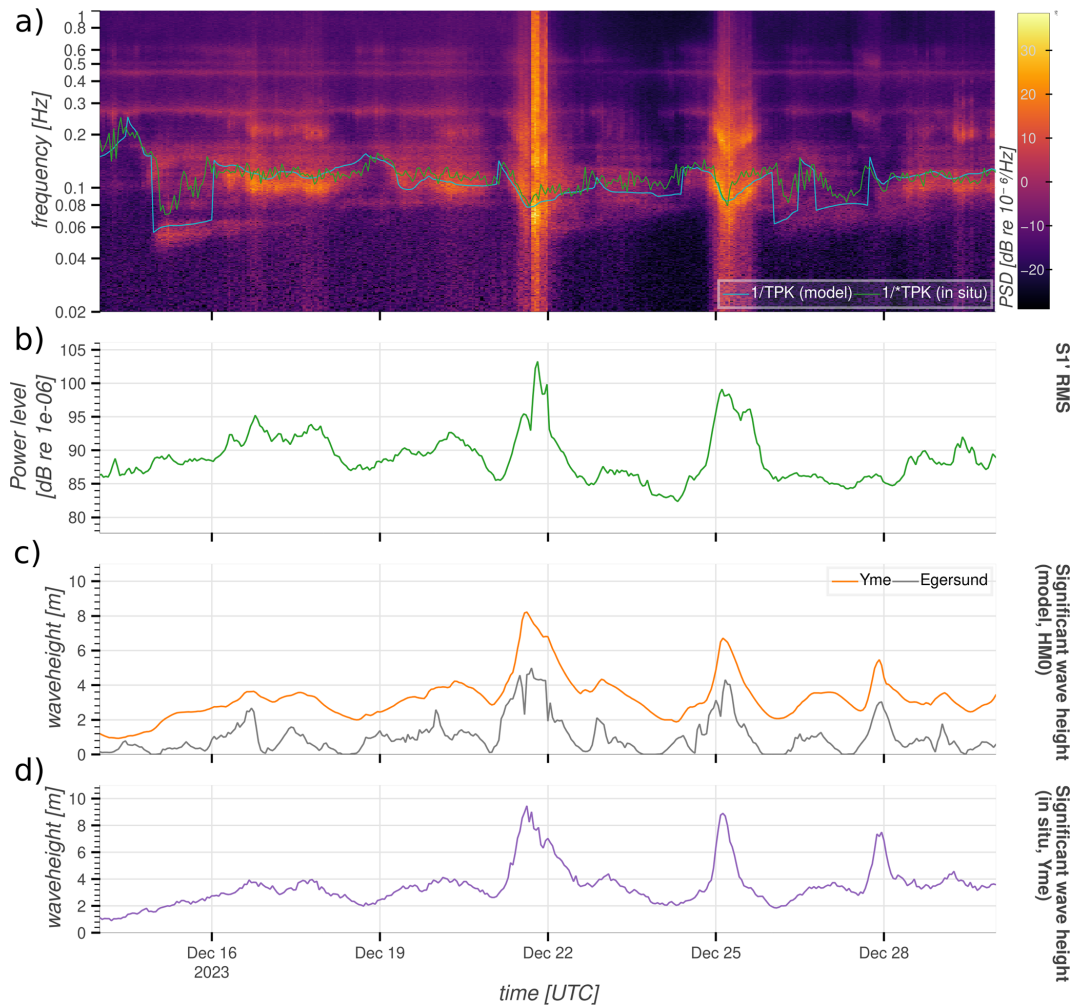 a)
1
0.8
0.6
0.5
0.4
0.3
0.2
0.1
0.08
0.06
0.04
0.02
frequency [Hz]
1/TPK (model) 1/*TPK (in situ)
30
20
10
0
−10
−20
PSD [dB re 10⁻⁶/Hz]
b)
105
100
95
90
85
80
Power level
[dB re 1e-06]
S1' RMS
c)
10
8
6
4
2
0
waveheight [m]
Yme Egersund
Significant wave height
(model, HM0)
d)
10
8
6
4
2
0
waveheight [m]
Significant wave height
(in situ, Yme)
Dec 16 Dec 19 Dec 22 Dec 25 Dec 28
2023
time [UTC]